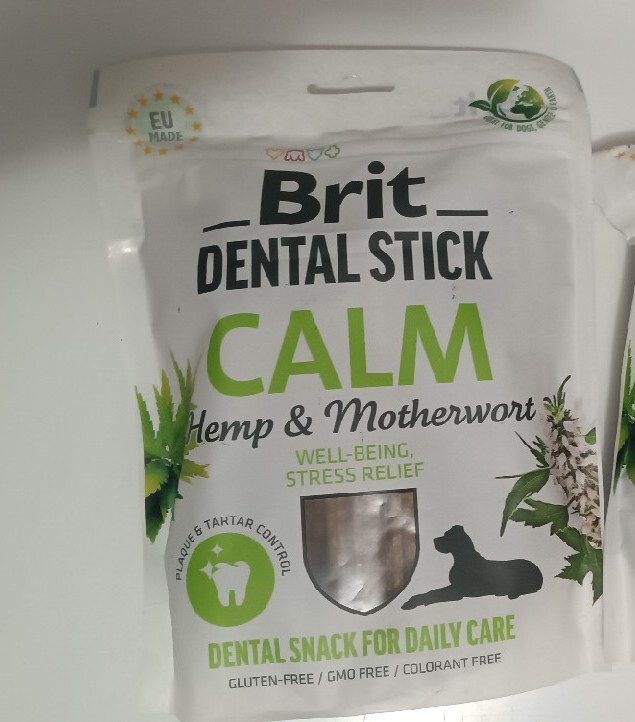 EU
MADE
Brit
DENTAL STICK
CALM
Hemp & Motherwort
WELL-BEING,
STRESS RELIEF
PLAQUE & TARTAR CONTROL
DENTAL SNACK FOR DAILY CARE
GLUTEN-FREE / GMO FREE / COLORANT FREE